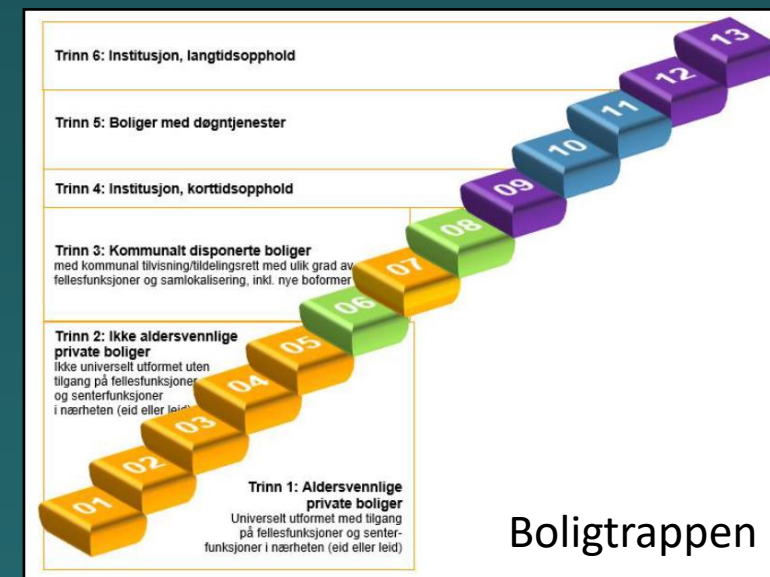 Trinn 6: Institusjon, langtidsopphold
Trinn 5: Boliger med døgntjenester
Trinn 4: Institusjon, korttidsopphold
Trinn 3: Kommunalt disponerte boliger
med kommunal tilvisning/tildelingsrett med ulik grad av
fellesfunksjoner og samlokalisering, inkl. nye boformer
Trinn 2: Ikke aldersvennlige
private boliger
Ikke universelt utformet uten
tilgang på fellesfunksjoner
og senterfunksjoner
i nærheten (eid eller leid)
Trinn 1: Aldersvennlige
private boliger
Universelt utformet med tilgang
på fellesfunksjoner og senter-
funksjoner i nærheten (eid eller leid)
01
02
03
04
05
06
07
08
09
10
11
12
13
Boligtrappen